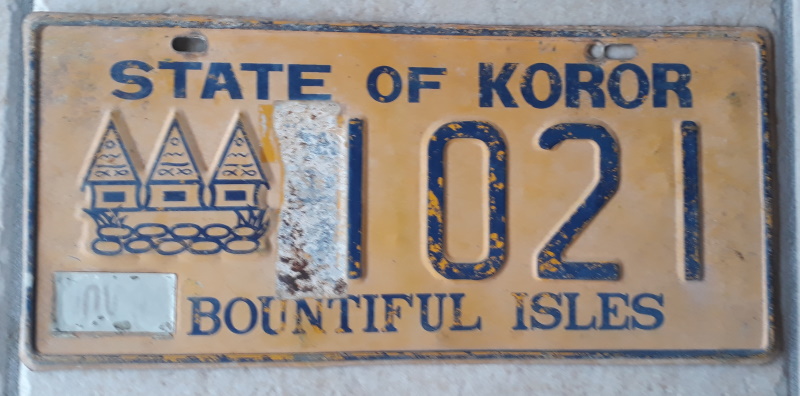 STATE OF KOROR
1021
BOUNTIFUL ISLES